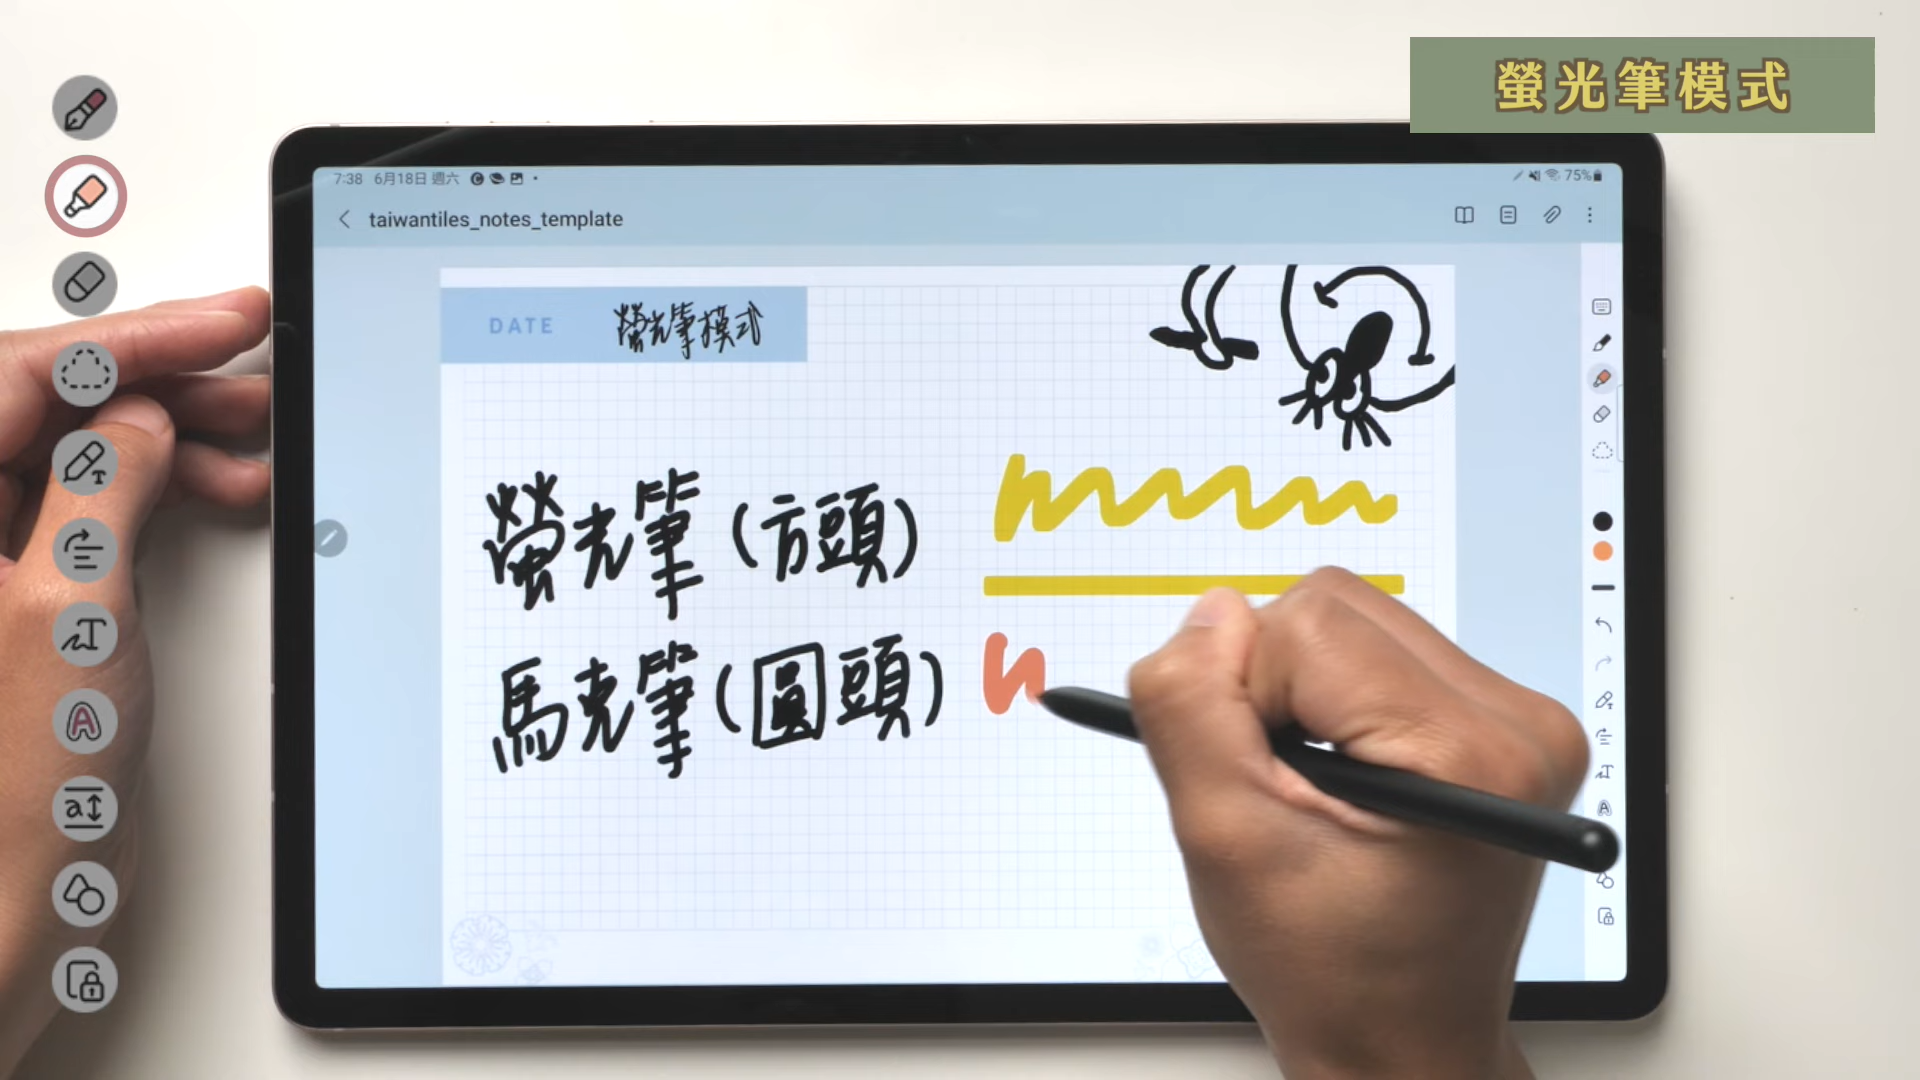 螢光筆模式
7:38 6月18日 週六
75%
taiwantiles_notes_template
DATE 螢光筆模式
螢光筆(方頭)
馬克筆(圓頭)